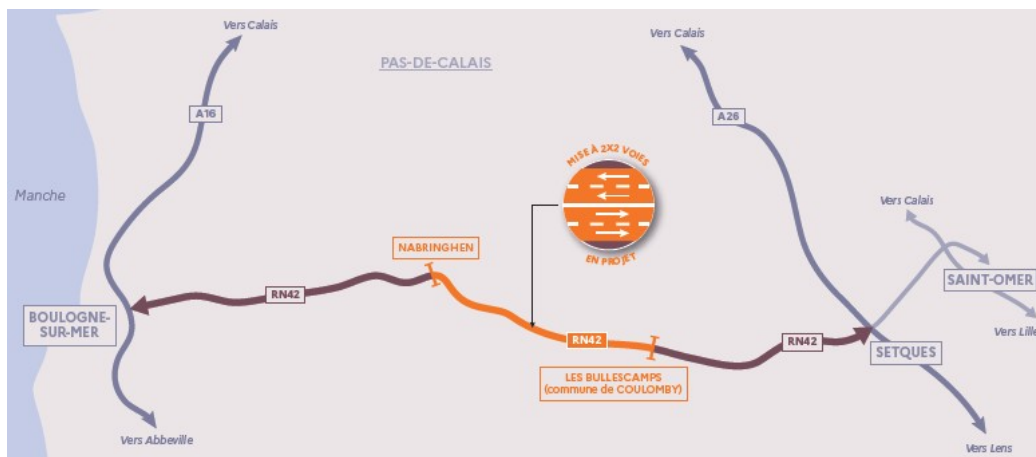 Vers Calais
Vers Calais
PAS-DE-CALAIS
A16
A26
MISE À 2X2 VOIES
Manche
Vers Calais
NABRINGHEN
EN PROJET
SAINT-OMER
RN42
BOULOGNE-
SUR-MER
Vers Lille
RN42
RN42
SETQUES
LES BULLESCAMPS
(commune de COULOMBY)
Vers Abbeville
Vers Lens